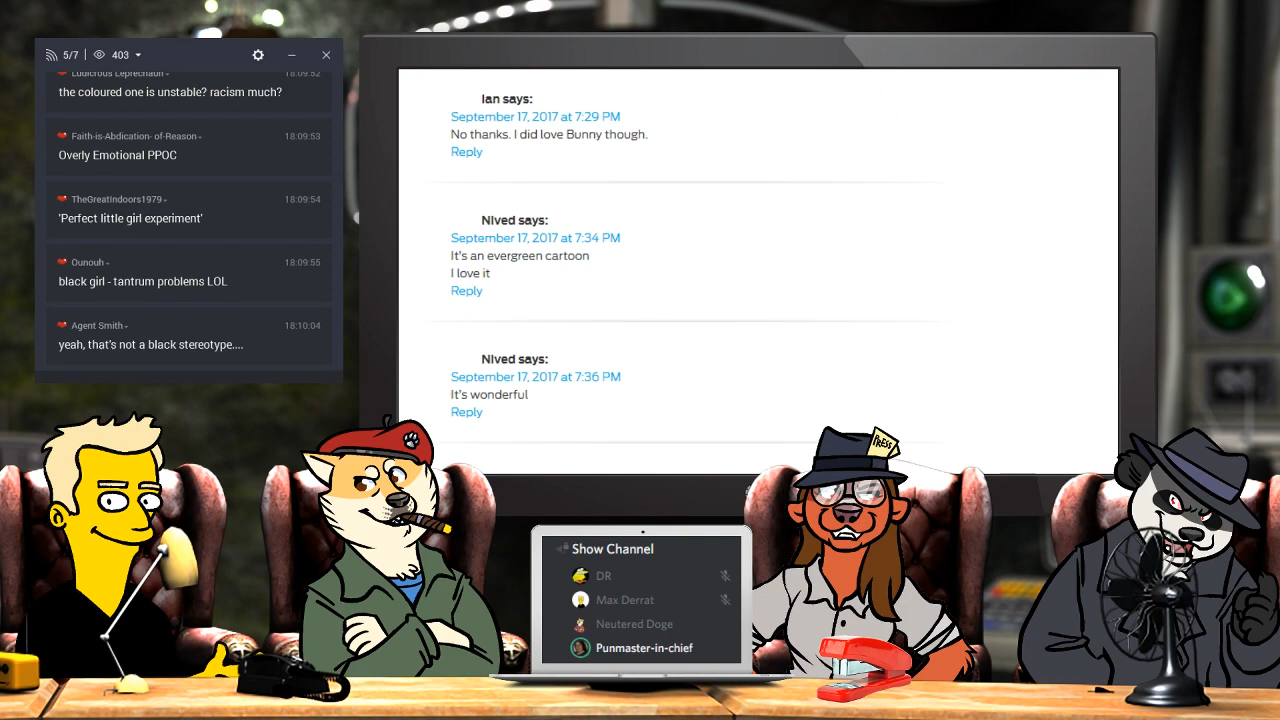 5/7 | 403
Ludicrous Leprechaun 18:09:52
the coloured one is unstable? racism much?
Faith-is-Abdication- of-Reason 18:09:53
Overly Emotional PPOC
TheGreatIndoors1979 18:09:54
'Perfect little girl experiment'
Ounouh 18:09:55
black girl - tantrum problems LOL
Agent Smith 18:10:04
yeah, that's not a black stereotype....
Ian says:
September 17, 2017 at 7:29 PM
No thanks. I did love Bunny though.
Reply
Nived says:
September 17, 2017 at 7:34 PM
It's an evergreen cartoon
I love it
Reply
Nived says:
September 17, 2017 at 7:36 PM
It's wonderful
Reply
PRESS
Show Channel
DR
Max Derrat
Neutered Doge
Punmaster-in-chief